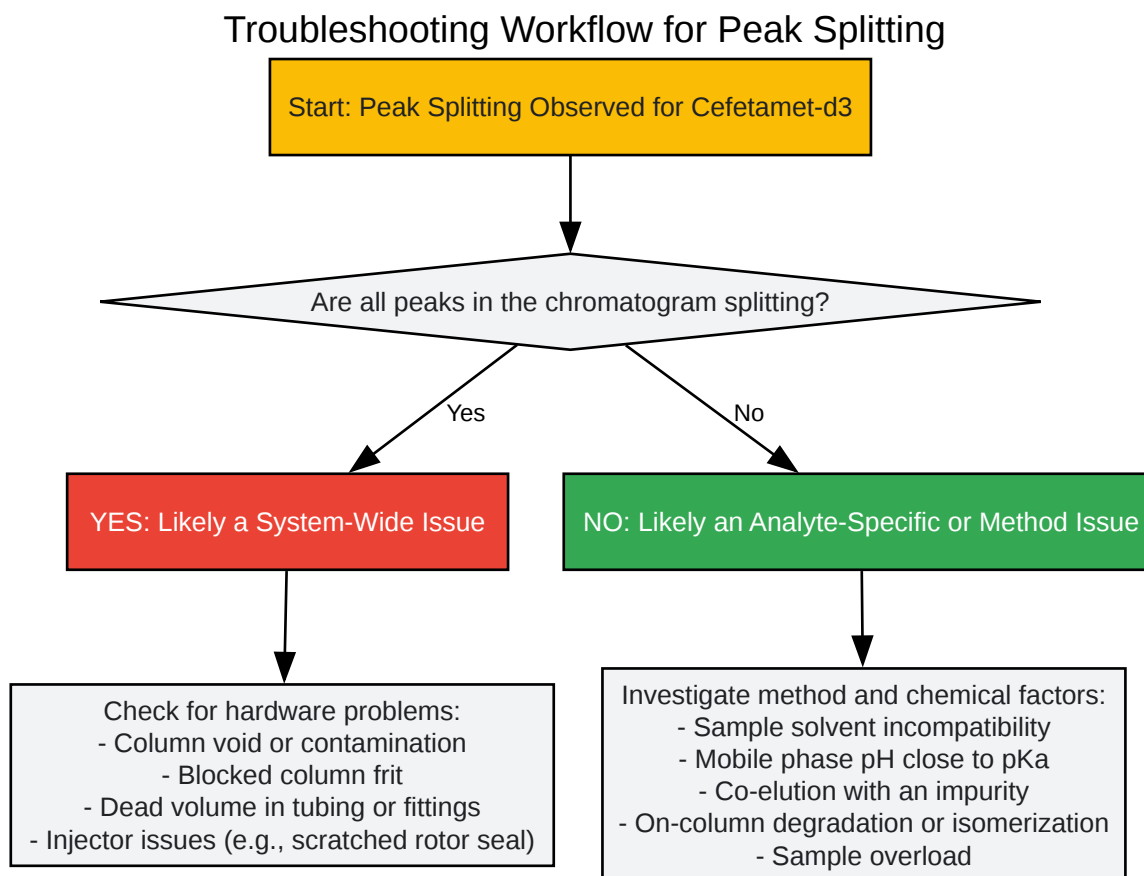 Troubleshooting Workflow for Peak Splitting
Start: Peak Splitting Observed for Cefetamet-d3
Are all peaks in the chromatogram splitting?
Yes
No
YES: Likely a System-Wide Issue
NO: Likely an Analyte-Specific or Method Issue
Check for hardware problems:
- Column void or contamination
- Blocked column frit
- Dead volume in tubing or fittings
- Injector issues (e.g., scratched rotor seal)
Investigate method and chemical factors:
- Sample solvent incompatibility
- Mobile phase pH close to pKa
- Co-elution with an impurity
- On-column degradation or isomerization
- Sample overload